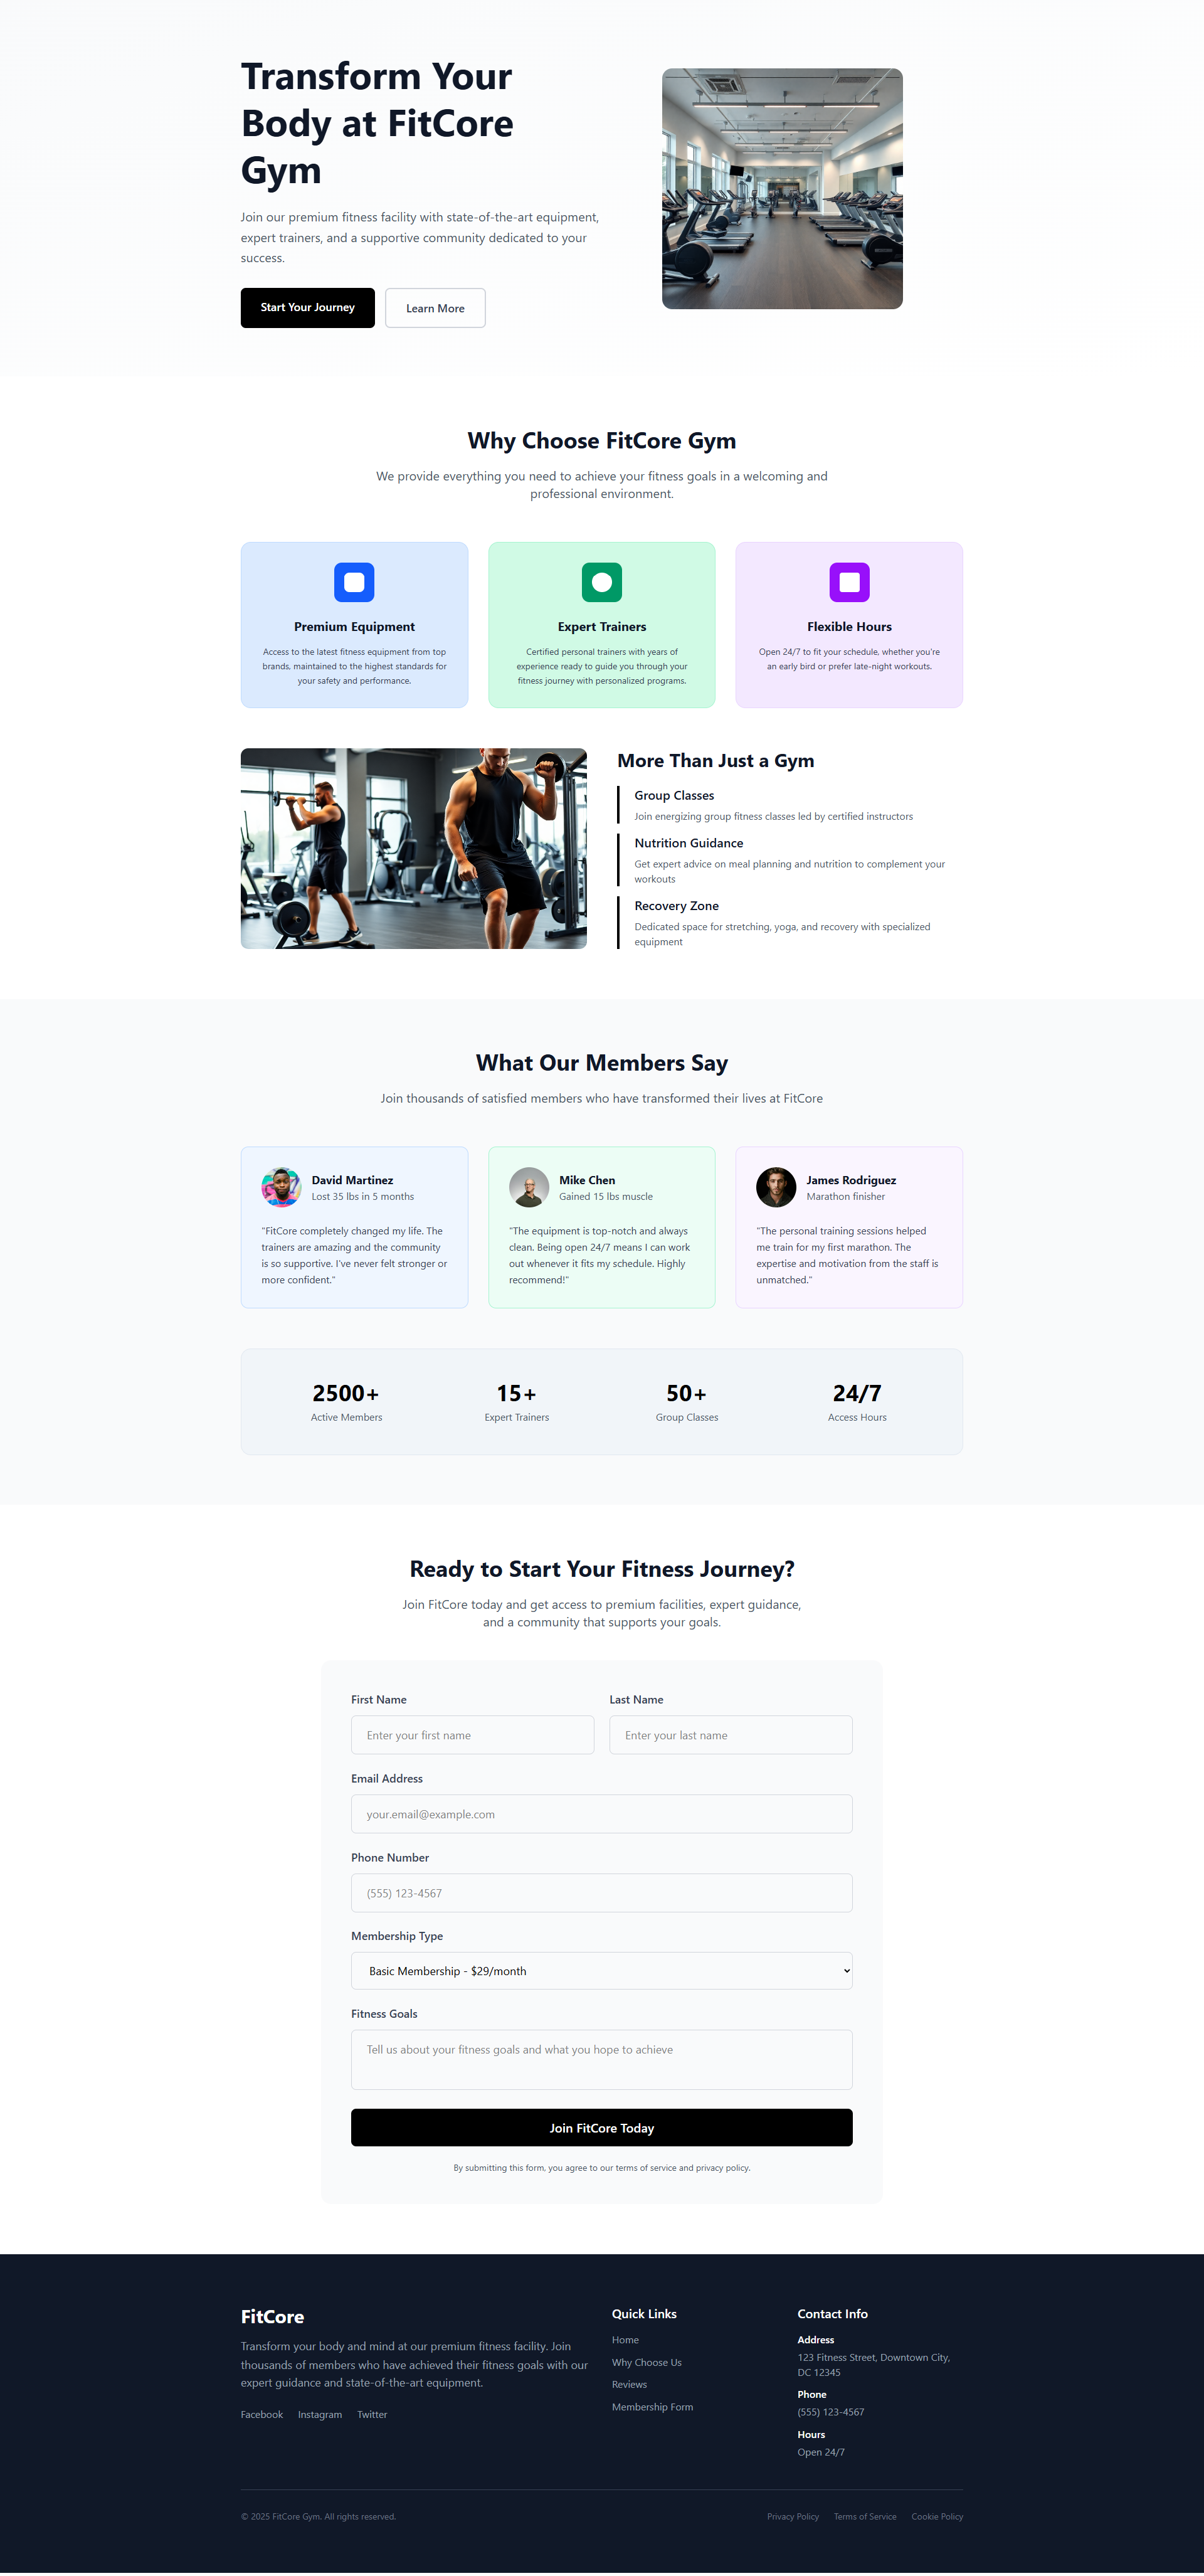 Transform Your
Body at FitCore
Gym
Join our premium fitness facility with state-of-the-art equipment,
expert trainers, and a supportive community dedicated to your
success.
Start Your Journey
Learn More
Why Choose FitCore Gym
We provide everything you need to achieve your fitness goals in a welcoming and
professional environment.
Premium Equipment
Access to the latest fitness equipment from top
brands, maintained to the highest standards for
your safety and performance.
Expert Trainers
Certified personal trainers with years of
experience ready to guide you through your
fitness journey with personalized programs.
Flexible Hours
Open 24/7 to fit your schedule, whether you're
an early bird or prefer late-night workouts.
More Than Just a Gym
Group Classes
Join energizing group fitness classes led by certified instructors
Nutrition Guidance
Get expert advice on meal planning and nutrition to complement your
workouts
Recovery Zone
Dedicated space for stretching, yoga, and recovery with specialized
equipment
What Our Members Say
Join thousands of satisfied members who have transformed their lives at FitCore
David Martinez
Lost 35 lbs in 5 months
"FitCore completely changed my life. The
trainers are amazing and the community
is so supportive. I've never felt stronger or
more confident."
Mike Chen
Gained 15 lbs muscle
"The equipment is top-notch and always
clean. Being open 24/7 means I can work
out whenever it fits my schedule. Highly
recommend!"
James Rodriguez
Marathon finisher
"The personal training sessions helped
me train for my first marathon. The
expertise and motivation from the staff is
unmatched."
2500+
Active Members
15+
Expert Trainers
50+
Group Classes
24/7
Access Hours
Ready to Start Your Fitness Journey?
Join FitCore today and get access to premium facilities, expert guidance,
and a community that supports your goals.
First Name
Enter your first name
Last Name
Enter your last name
Email Address
your.email@example.com
Phone Number
(555) 123-4567
Membership Type
Basic Membership - $29/month
Fitness Goals
Tell us about your fitness goals and what you hope to achieve
Join FitCore Today
By submitting this form, you agree to our terms of service and privacy policy.
FitCore
Transform your body and mind at our premium fitness facility. Join
thousands of members who have achieved their fitness goals with our
expert guidance and state-of-the-art equipment.
Facebook Instagram Twitter
Quick Links
Home
Why Choose Us
Reviews
Membership Form
Contact Info
Address
123 Fitness Street, Downtown City,
DC 12345
Phone
(555) 123-4567
Hours
Open 24/7
© 2025 FitCore Gym. All rights reserved.
Privacy Policy Terms of Service Cookie Policy